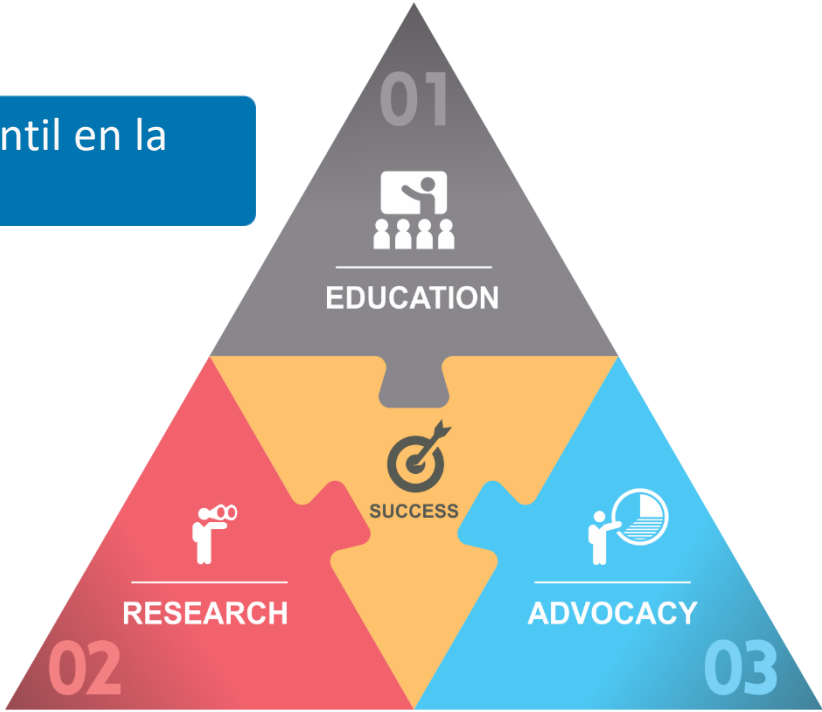 01
ntil en la
EDUCATION
SUCCESS
RESEARCH
ADVOCACY
02
03